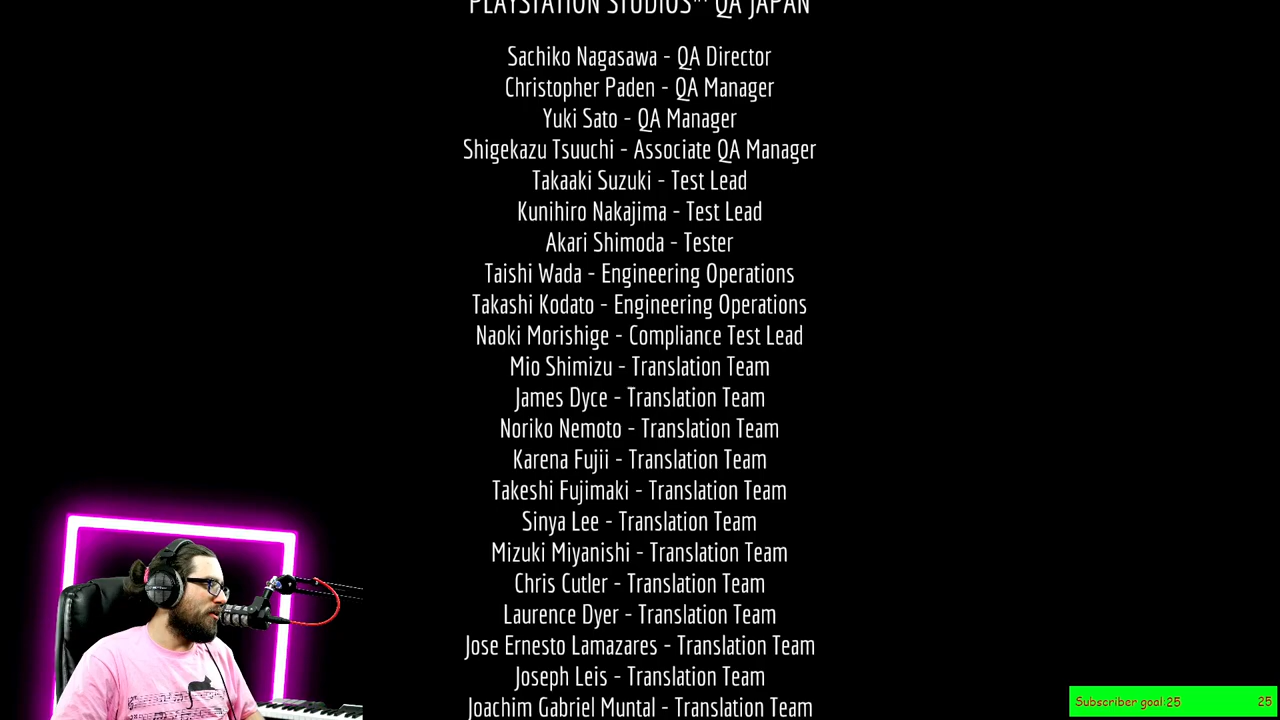 PLAYSTATION STUDIOS™ QA JAPAN
Sachiko Nagasawa - QA Director
Christopher Paden - QA Manager
Yuki Sato - QA Manager
Shigekazu Tsuuchi - Associate QA Manager
Takaaki Suzuki - Test Lead
Kunihiro Nakajima - Test Lead
Akari Shimoda - Tester
Taishi Wada - Engineering Operations
Takashi Kodato - Engineering Operations
Naoki Morishige - Compliance Test Lead
Mio Shimizu - Translation Team
James Dyce - Translation Team
Noriko Nemoto - Translation Team
Karena Fujii - Translation Team
Takeshi Fujimaki - Translation Team
Sinya Lee - Translation Team
Mizuki Miyanishi - Translation Team
Chris Cutler - Translation Team
Laurence Dyer - Translation Team
Jose Ernesto Lamazares - Translation Team
Joseph Leis - Translation Team
Joachim Gabriel Muntal - Translation Team
Subscriber goal:25 25